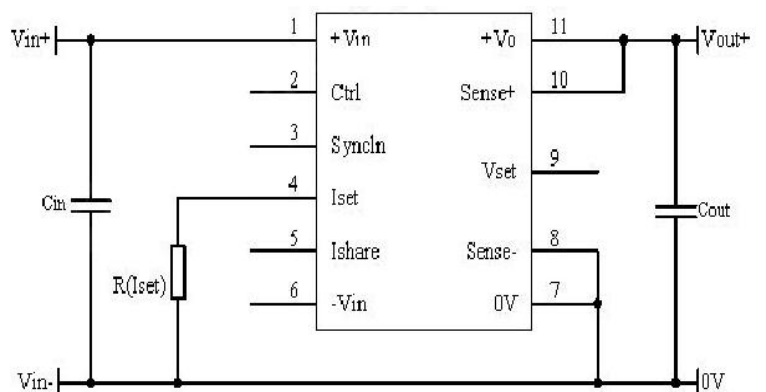 Vin+
1
+Vin
+Vo
11
Vout+
2
Ctrl
Sense+
10
3
SyncIn
Vset
9
4
Iset
Cin
Cout
5
Ishare
Sense-
8
R(Iset)
6
-Vin
0V
7
Vin-
0V